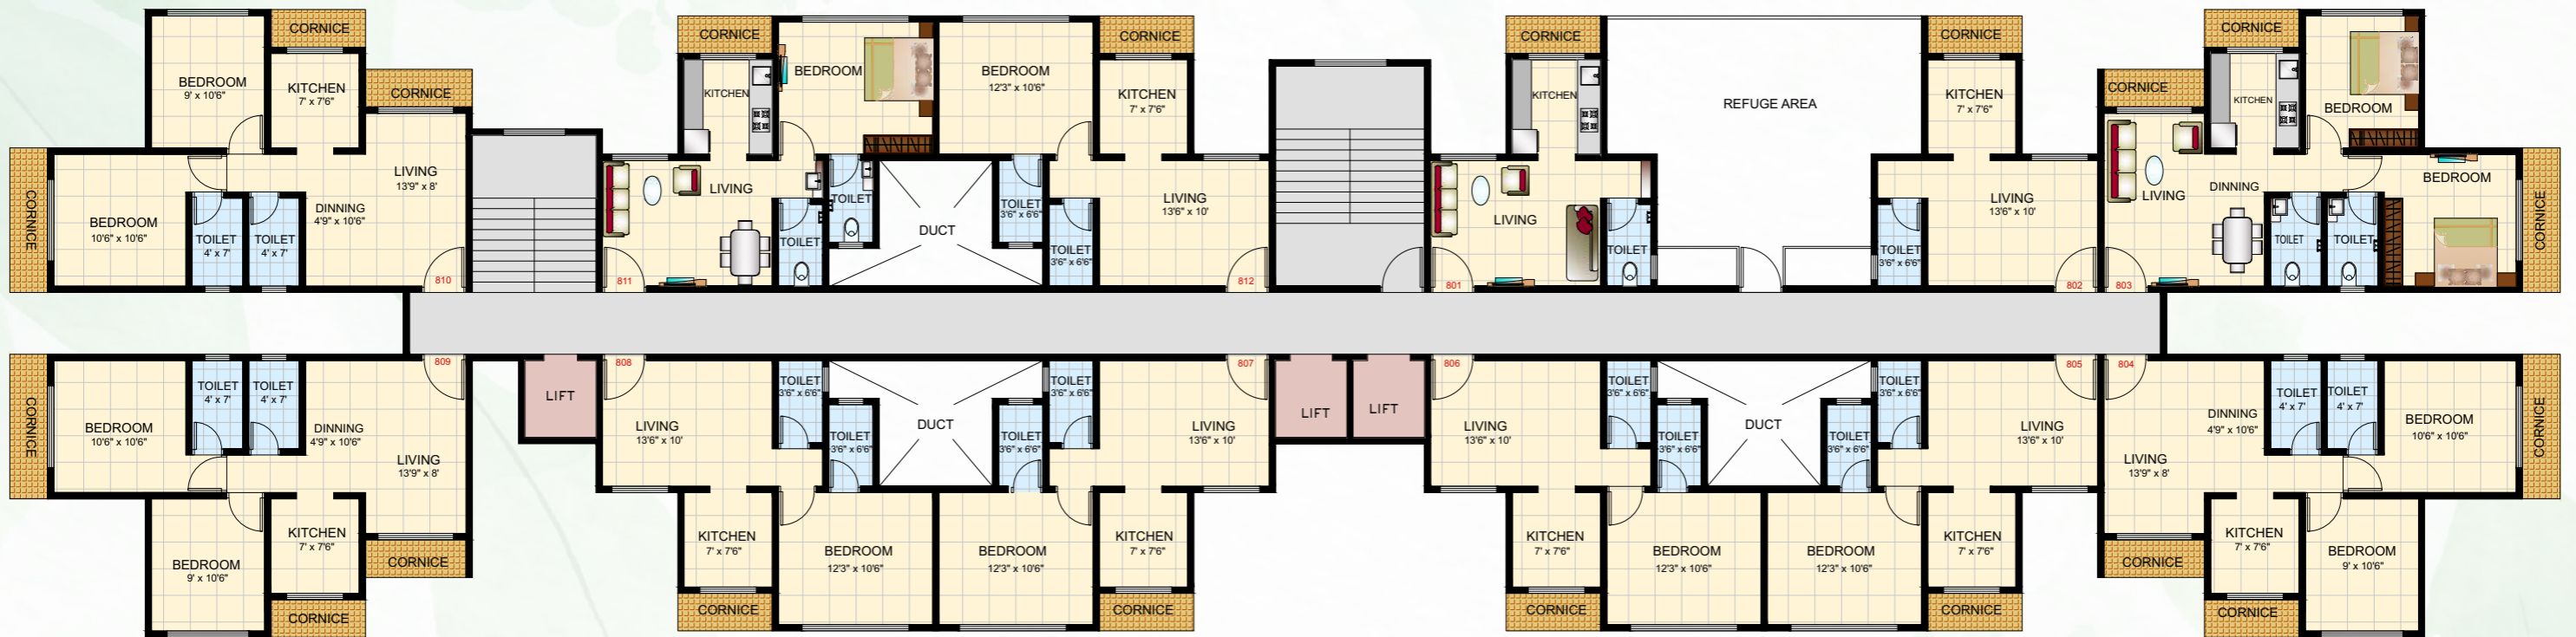 CORNICE
BEDROOM
9' x 10'6"
KITCHEN
7' x 7'6"
CORNICE
LIVING
13'9" x 8'
DINNING
4'9" x 10'6"
CORNICE
BEDROOM
10'6" x 10'6"
TOILET
4' x 7'
TOILET
4' x 7'
810
CORNICE
KITCHEN
BEDROOM
LIVING
TOILET
TOILET
811
BEDROOM
12'3" x 10'6"
CORNICE
KITCHEN
7' x 7'6"
TOILET
3'6" x 6'6"
DUCT
TOILET
3'6" x 6'6"
LIVING
13'6" x 10'
812
CORNICE
KITCHEN
LIVING
TOILET
801
REFUGE AREA
CORNICE
KITCHEN
7' x 7'6"
LIVING
13'6" x 10'
TOILET
3'6" x 6'6"
802
CORNICE
CORNICE
KITCHEN
BEDROOM
LIVING
DINNING
BEDROOM
TOILET
TOILET
CORNICE
803
809
CORNICE
BEDROOM
10'6" x 10'6"
TOILET
4' x 7'
TOILET
4' x 7'
DINNING
4'9" x 10'6"
LIVING
13'9" x 8'
BEDROOM
9' x 10'6"
KITCHEN
7' x 7'6"
CORNICE
CORNICE
LIFT
808
LIVING
13'6" x 10'
TOILET
3'6" x 6'6"
TOILET
3'6" x 6'6"
KITCHEN
7' x 7'6"
BEDROOM
12'3" x 10'6"
CORNICE
DUCT
807
TOILET
3'6" x 6'6"
TOILET
3'6" x 6'6"
LIVING
13'6" x 10'
BEDROOM
12'3" x 10'6"
KITCHEN
7' x 7'6"
CORNICE
LIFT
LIFT
806
LIVING
13'6" x 10'
TOILET
3'6" x 6'6"
TOILET
3'6" x 6'6"
KITCHEN
7' x 7'6"
BEDROOM
12'3" x 10'6"
CORNICE
DUCT
805
TOILET
3'6" x 6'6"
TOILET
3'6" x 6'6"
LIVING
13'6" x 10'
BEDROOM
12'3" x 10'6"
KITCHEN
7' x 7'6"
CORNICE
804
DINNING
4'9" x 10'6"
TOILET
4' x 7'
TOILET
4' x 7'
BEDROOM
10'6" x 10'6"
CORNICE
LIVING
13'9" x 8'
KITCHEN
7' x 7'6"
BEDROOM
9' x 10'6"
CORNICE
CORNICE